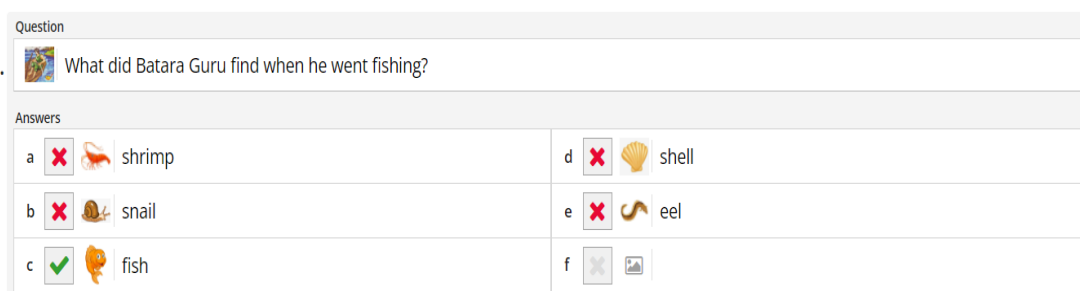 Question
What did Batara Guru find when he went fishing?
Answers
a shrimp
b snail
c fish
d shell
e eel
f